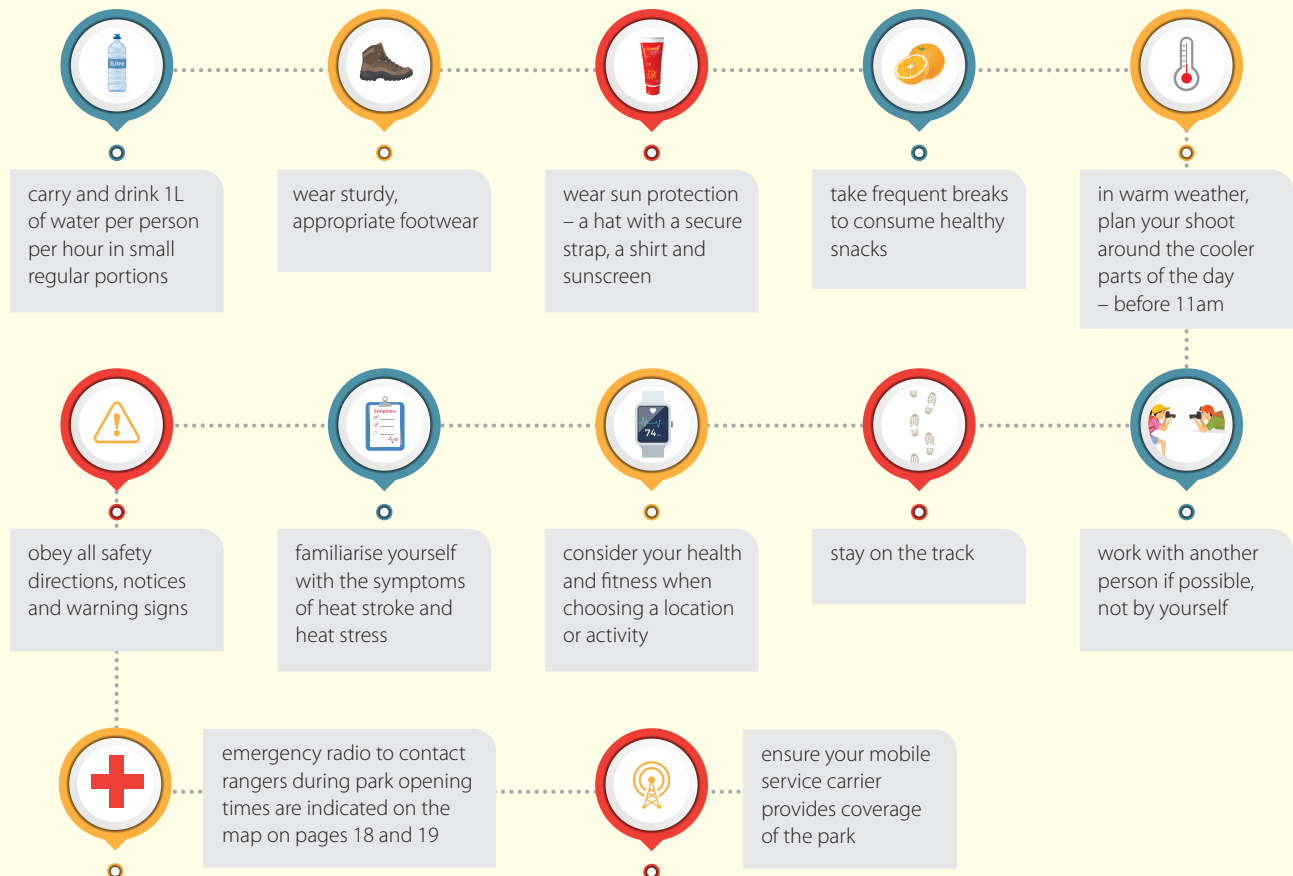 1Litre
carry and drink 1L
of water per person
per hour in small
regular portions
wear sturdy,
appropriate footwear
wear sun protection
– a hat with a secure
strap, a shirt and
sunscreen
take frequent breaks
to consume healthy
snacks
in warm weather,
plan your shoot
around the cooler
parts of the day
– before 11am
obey all safety
directions, notices
and warning signs
Symptoms
familiarise yourself
with the symptoms
of heat stroke and
heat stress
74
consider your health
and fitness when
choosing a location
or activity
stay on the track
work with another
person if possible,
not by yourself
emergency radio to contact
rangers during park opening
times are indicated on the
map on pages 18 and 19
ensure your mobile
service carrier
provides coverage
of the park